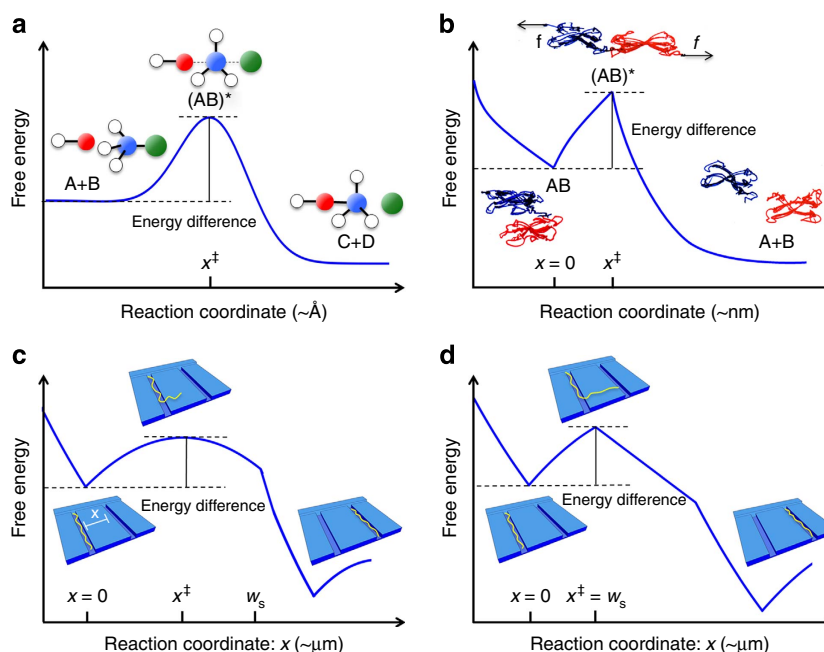 a
Free energy
(AB)*
A+B
Energy difference
C+D
x‡
Reaction coordinate (~Å)
b
Free energy
f
f
(AB)*
Energy difference
AB
A+B
x = 0
x‡
Reaction coordinate (~nm)
c
Free energy
Energy difference
x
x = 0
x‡
wₛ
Reaction coordinate: x (~μm)
d
Free energy
Energy difference
x = 0
x‡ = wₛ
Reaction coordinate: x (~μm)